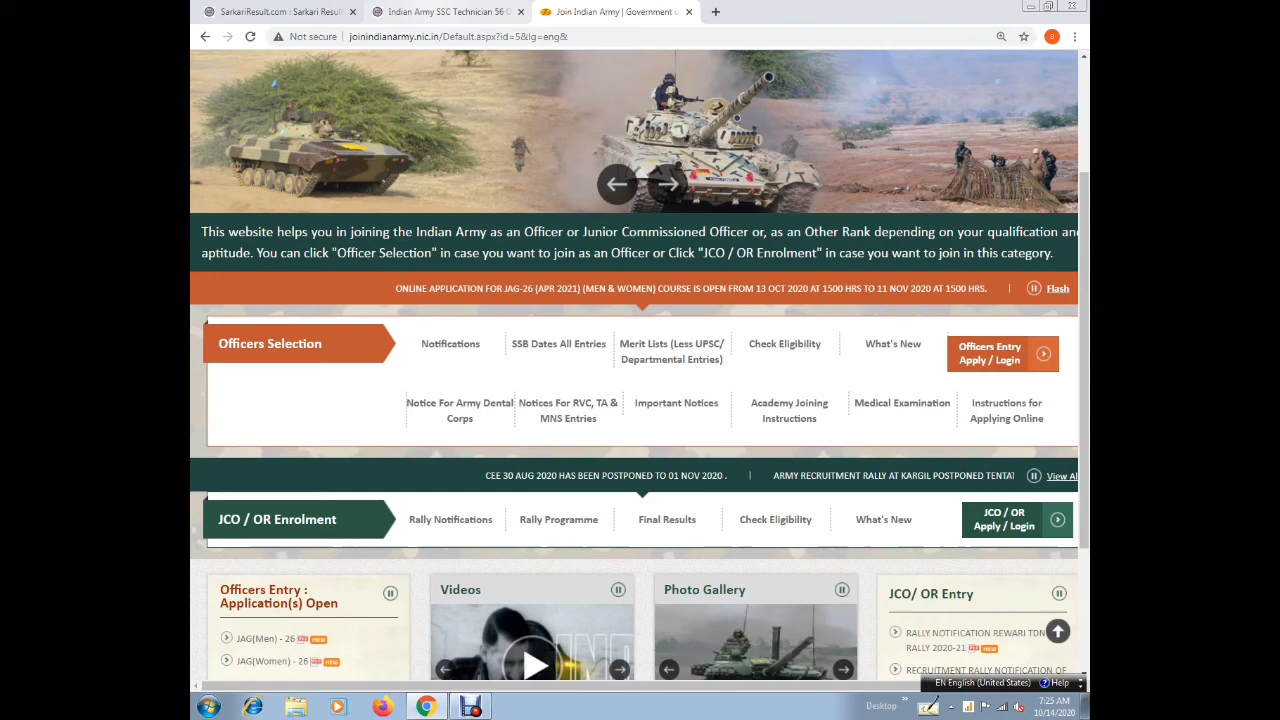 SarkariResult.com : Sarkari Result
Indian Army SSC Technician 56 C
Join Indian Army | Government o
Not secure
joinindianarmy.nic.in/Default.aspx?id=5&lg=eng&
This website helps you in joining the Indian Army as an Officer or Junior Commissioned Officer or, as an Other Rank depending on your qualification and
aptitude. You can click "Officer Selection" in case you want to join as an Officer or Click "JCO / OR Enrolment" in case you want to join in this category.
ONLINE APPLICATION FOR JAG-26 (APR 2021) (MEN & WOMEN) COURSE IS OPEN FROM 13 OCT 2020 AT 1500 HRS TO 11 NOV 2020 AT 1500 HRS. | Flash
Officers Selection
Notifications
SSB Dates All Entries
Merit Lists (Less UPSC/
Departmental Entries)
Check Eligibility
What's New
Officers Entry
Apply / Login
Notice For Army Dental
Corps
Notices For RVC, TA &
MNS Entries
Important Notices
Academy Joining
Instructions
Medical Examination
Instructions for
Applying Online
CEE 30 AUG 2020 HAS BEEN POSTPONED TO 01 NOV 2020 . | ARMY RECRUITMENT RALLY AT KARGIL POSTPONED TENTAT View Al
JCO / OR Enrolment
Rally Notifications
Rally Programme
Final Results
Check Eligibility
What's New
JCO / OR
Apply / Login
Officers Entry :
Application(s) Open
JAG(Men) - 26 NEW
JAG(Women) - 26 NEW
Videos
Photo Gallery
JCO/ OR Entry
RALLY NOTIFICATION REWARI TDN
RALLY 2020-21 NEW
RECRUITMENT RALLY NOTIFICATION OF
EN English (United States) Help
Desktop
7:25 AM
10/14/2020